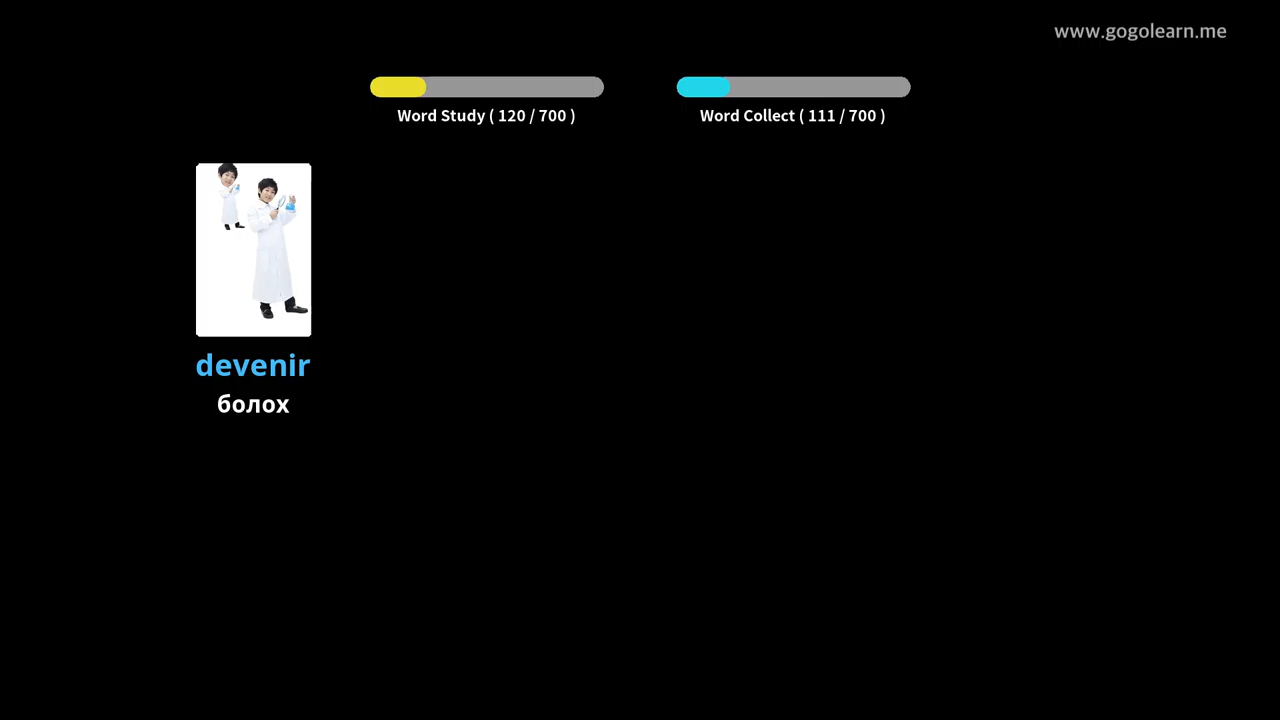 www.gogolearn.me
Word Study ( 120 / 700 )
Word Collect ( 111 / 700 )
devenir
болох